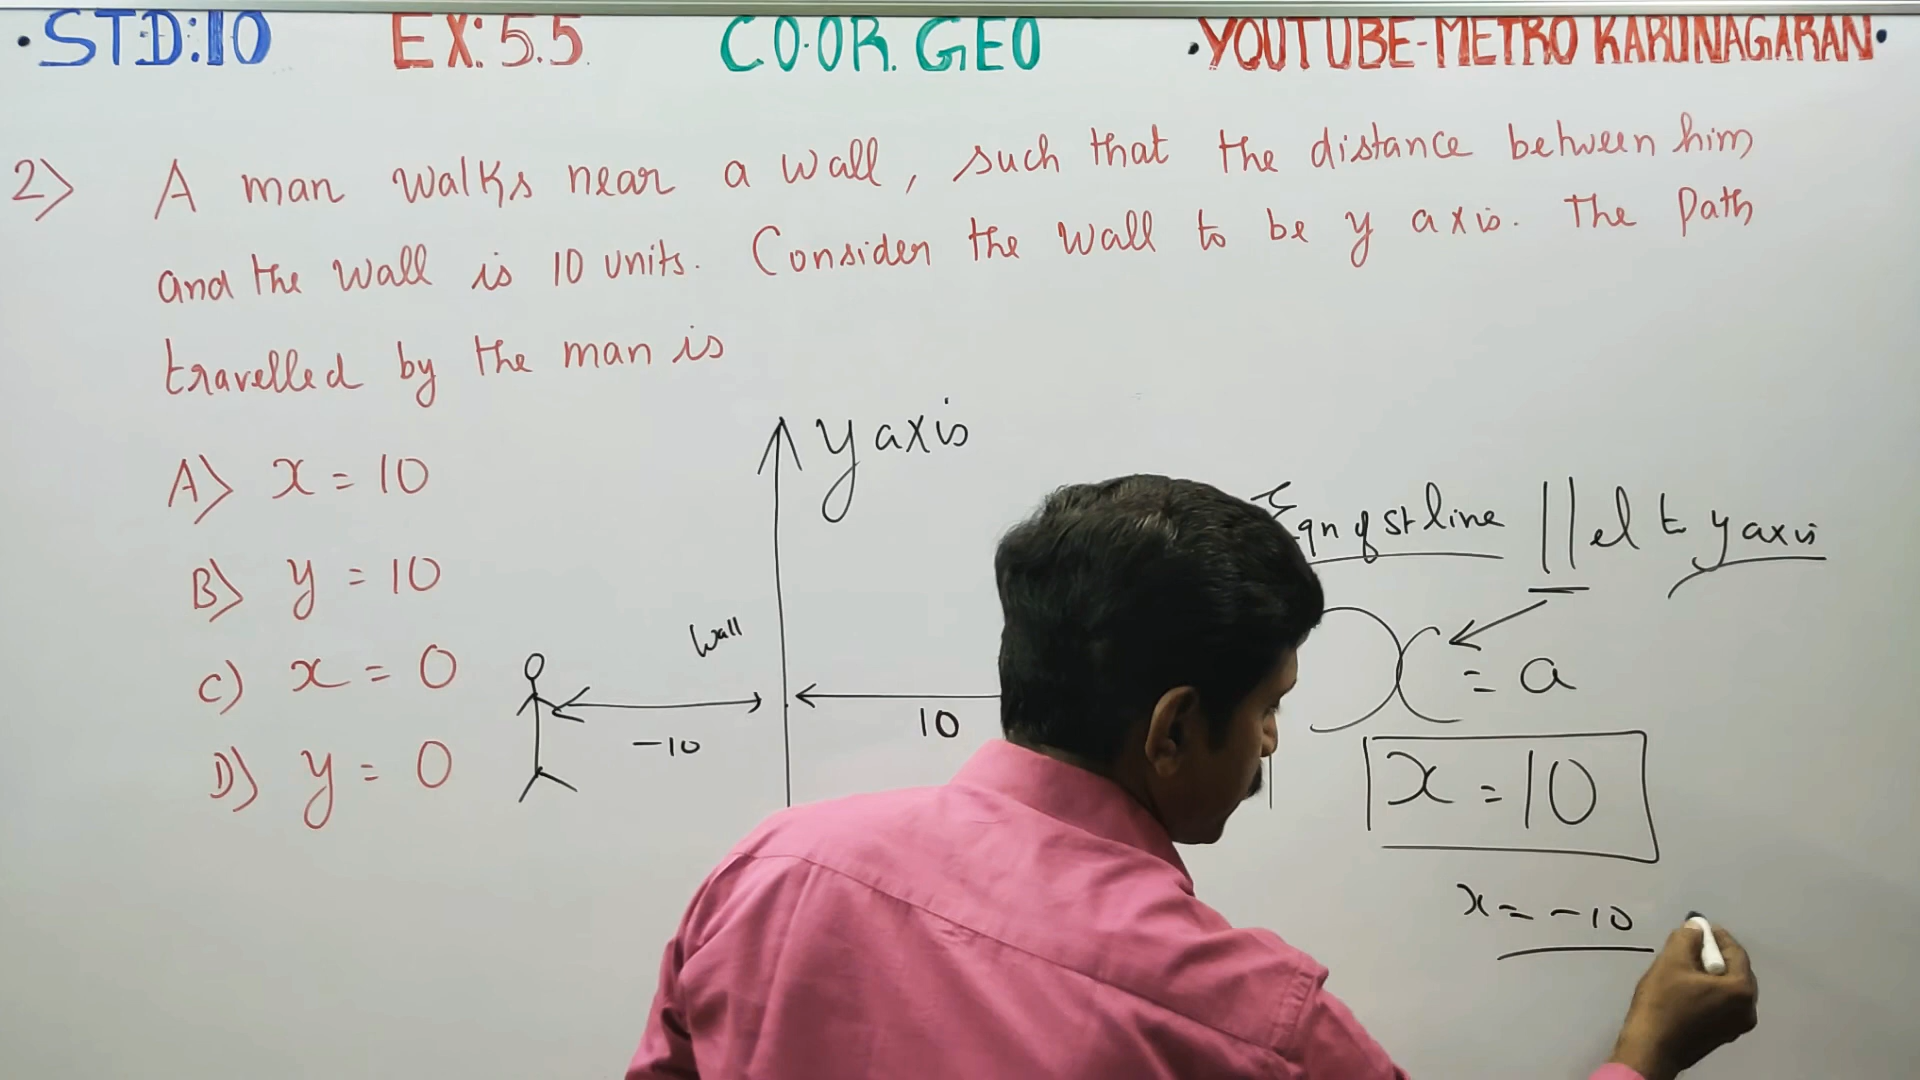 •STD:10 EX:5.5 CO.OR.GEO •YOUTUBE-METRO KARUNAGARAN•
2) A man walks near a wall, such that the distance between him
and the wall is 10 units. Consider the wall to be y axis. The path
travelled by the man is
A) x = 10
B) y = 10
C) x = 0
D) y = 0
y axis
wall
-10
10
Eqn of st line ||el to y axis
x = a
x = 10
x = -10